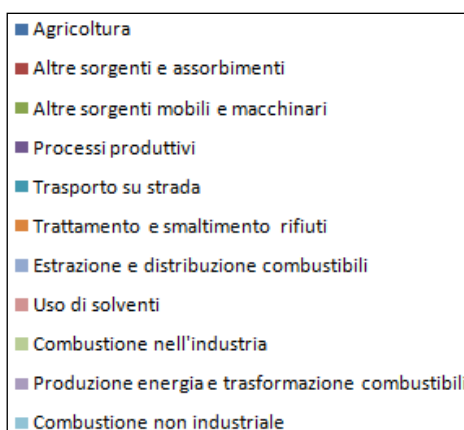 Agricoltura
Altre sorgenti e assorbimenti
Altre sorgenti mobili e macchinari
Processi produttivi
Trasporto su strada
Trattamento e smaltimento rifiuti
Estrazione e distribuzione combustibili
Uso di solventi
Combustione nell'industria
Produzione energia e trasformazione combustibili
Combustione non industriale